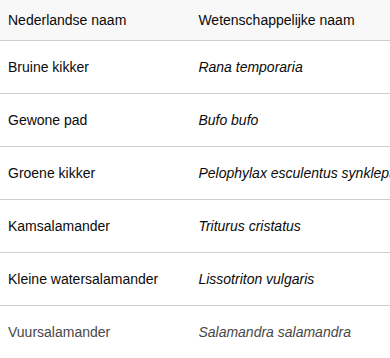 Nederlandse naam Wetenschappelijke naam
Bruine kikker Rana temporaria
Gewone pad Bufo bufo
Groene kikker Pelophylax esculentus
Kamsalamander Triturus cristatus
Kleine watersalamander Lissotriton vulgaris
Vuursalamander Salamandra salamandra